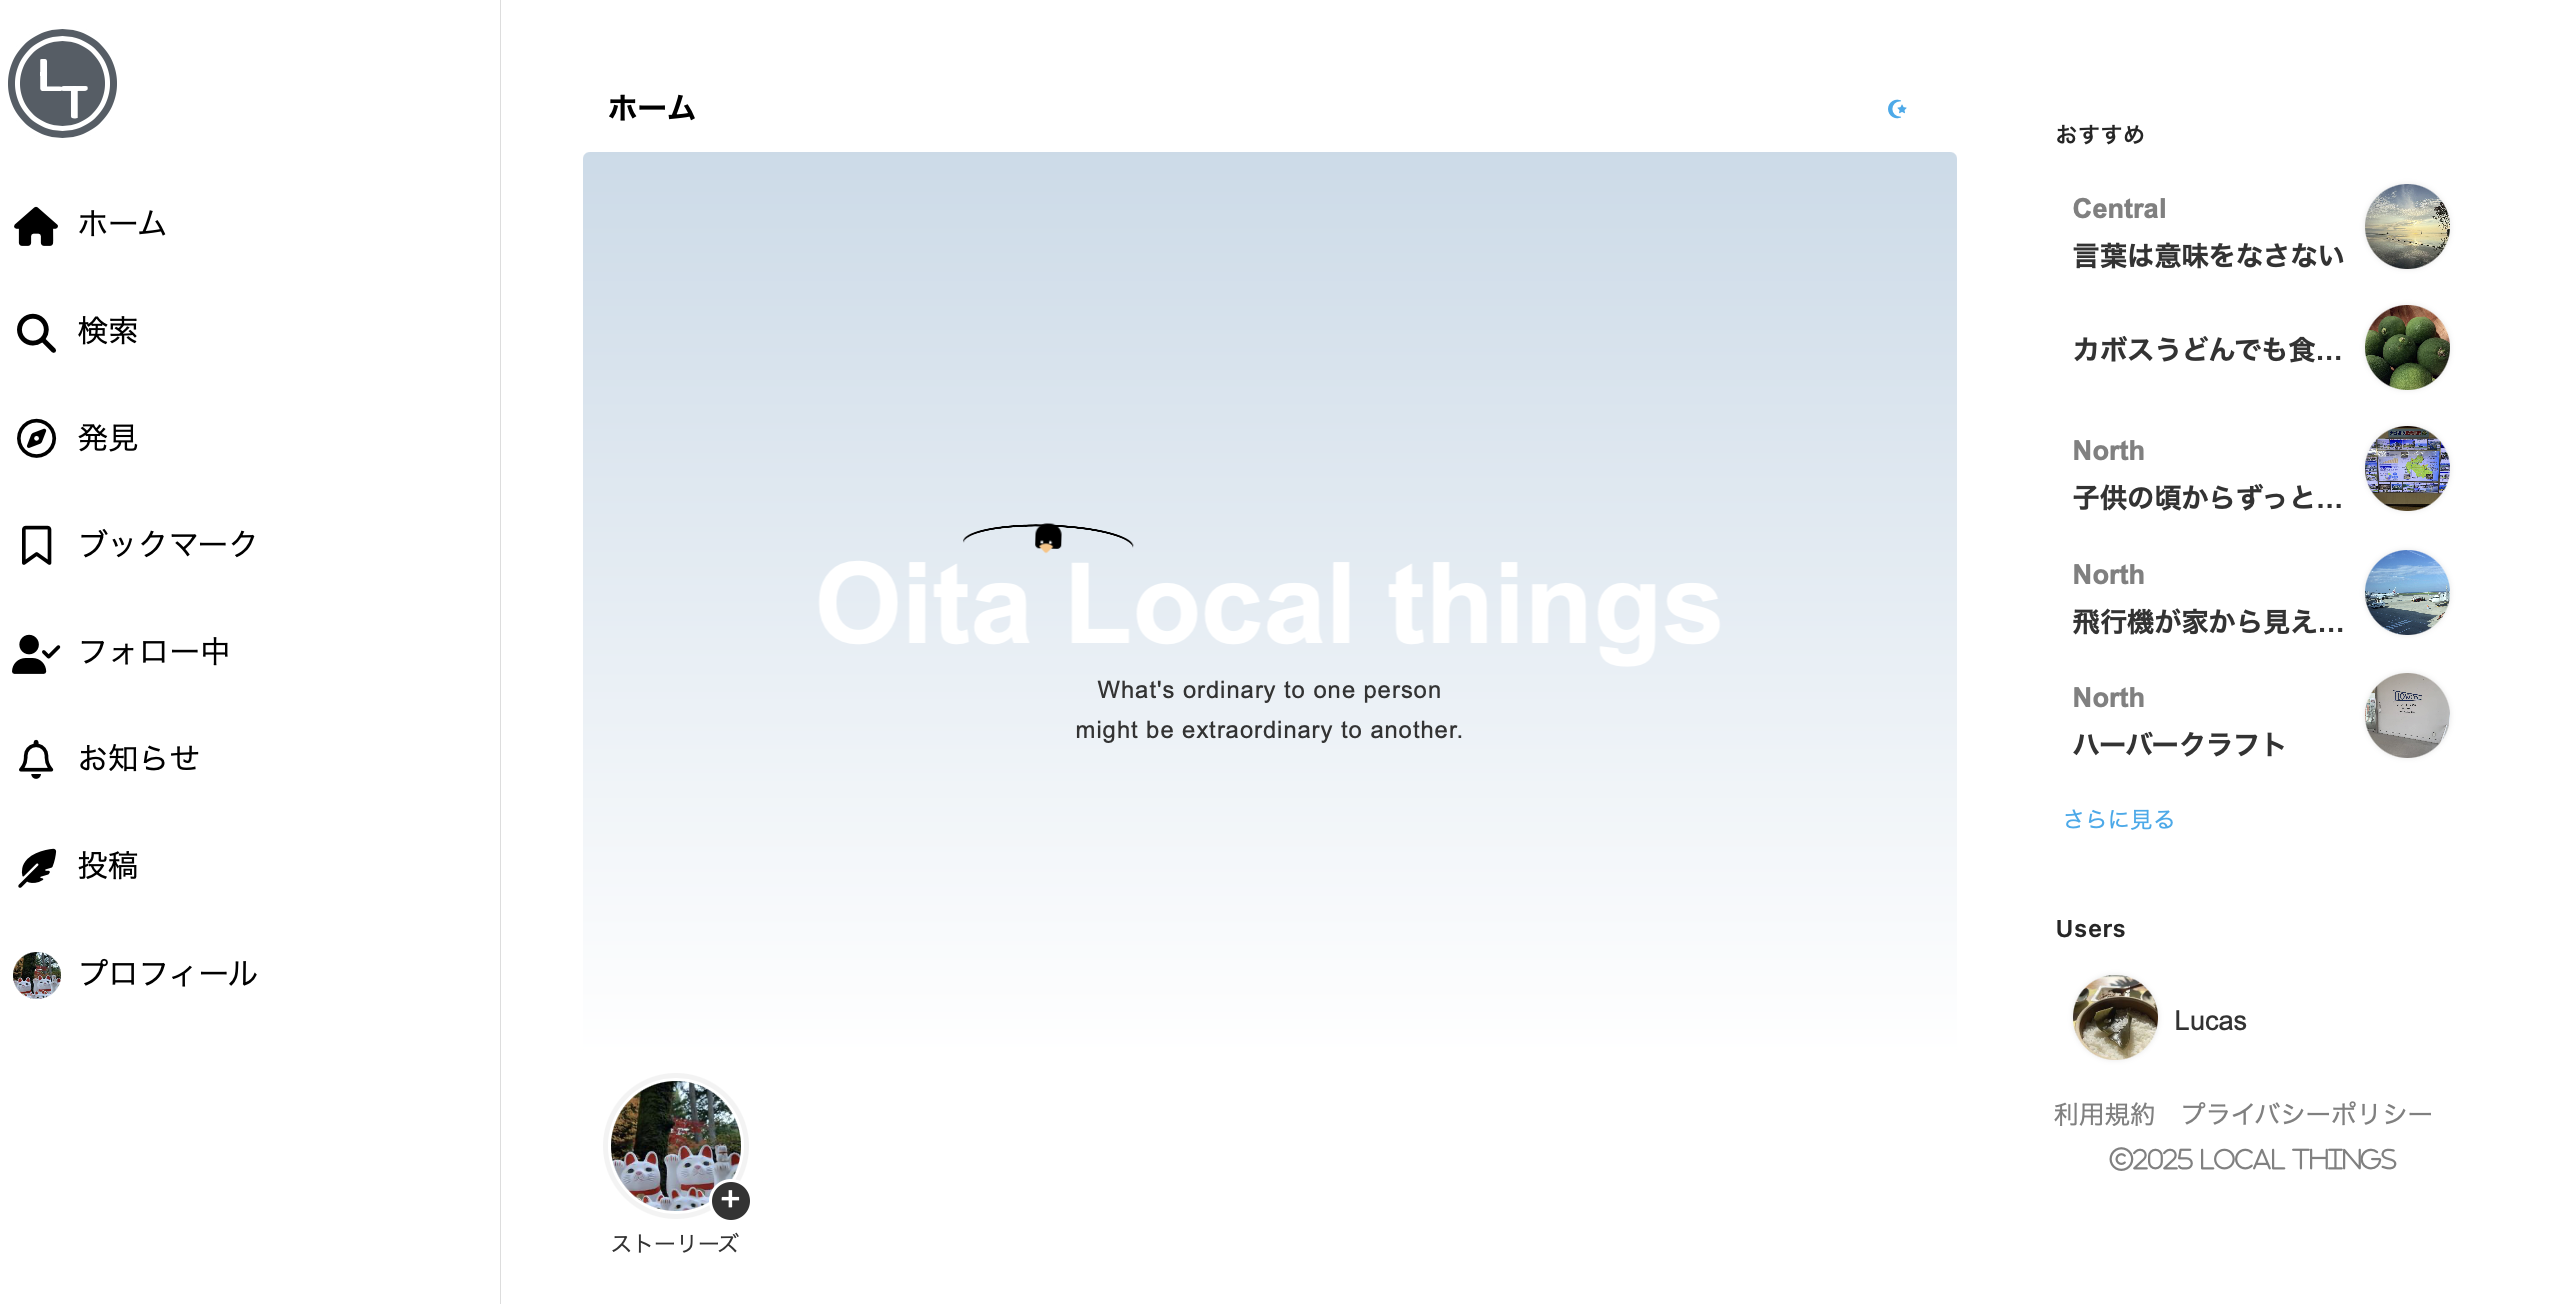 LT
ホーム
検索
発見
ブックマーク
フォロー中
お知らせ
投稿
プロフィール
ホーム
Oita Local things
What's ordinary to one person
might be extraordinary to another.
ストーリーズ
おすすめ
Central
言葉は意味をなさない
カボスうどんでも食…
North
子供の頃からずっと…
North
飛行機が家から見え…
North
ハーバークラフト
さらに見る
Users
Lucas
利用規約 プライバシーポリシー
©2025 LOCAL THINGS